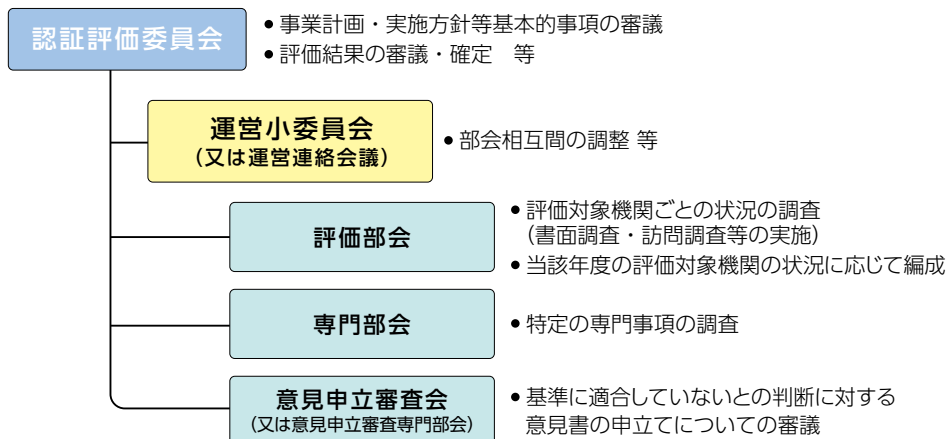 認証評価委員会
• 事業計画・実施方針等基本的事項の審議
• 評価結果の審議・確定　等
運営小委員会
(又は運営連絡会議)
• 部会相互間の調整 等
評価部会
• 評価対象機関ごとの状況の調査
(書面調査・訪問調査等の実施)
• 当該年度の評価対象機関の状況に応じて編成
専門部会
• 特定の専門事項の調査
意見申立審査会
(又は意見申立審査専門部会)
• 基準に適合していないとの判断に対する
意見書の申立てについての審議